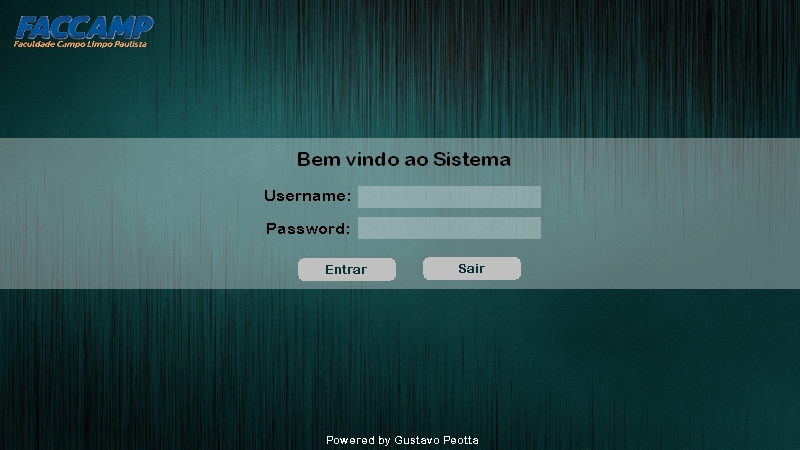 FACCAMP
Faculdade Campo Limpo Paulista
Bem vindo ao Sistema
Username:
Password:
Entrar
Sair
Powered by Gustavo Peotta